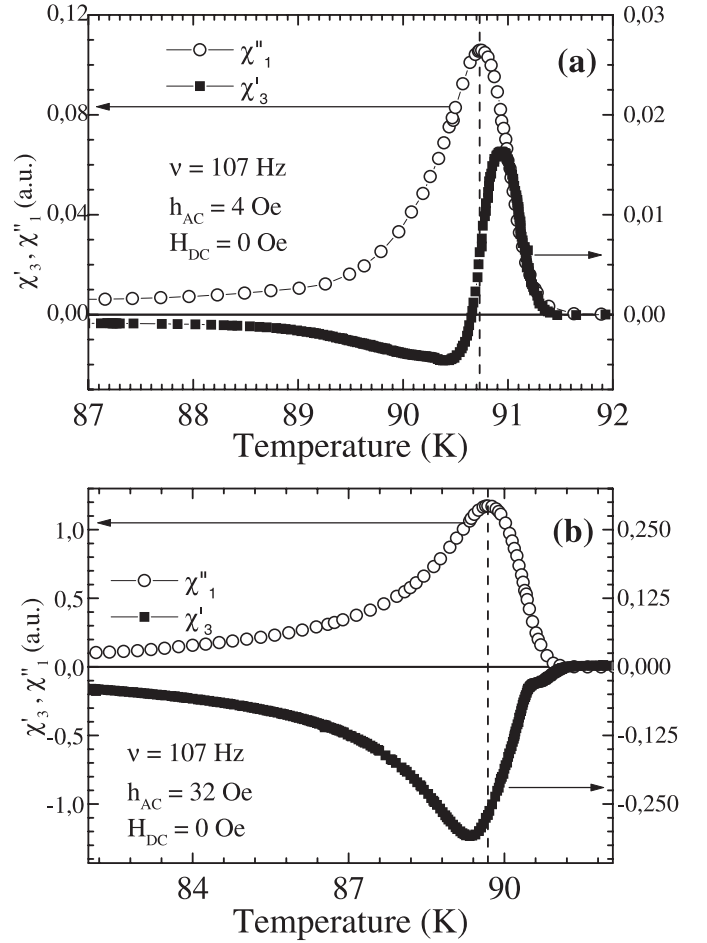 0,12
0,03
χ''₁
χ'₃
(a)
0,08
0,02
ν = 107 Hz
h_AC = 4 Oe
H_DC = 0 Oe
0,04
0,01
0,00
0,00
χ'₃, χ''₁ (a.u.)
87 88 89 90 91 92
Temperature (K)
(b)
1,0
0,250
χ''₁
χ'₃
0,5
0,125
0,0
0,000
-0,5
-0,125
ν = 107 Hz
h_AC = 32 Oe
H_DC = 0 Oe
-1,0
-0,250
χ'₃, χ''₁ (a.u.)
84 87 90
Temperature (K)